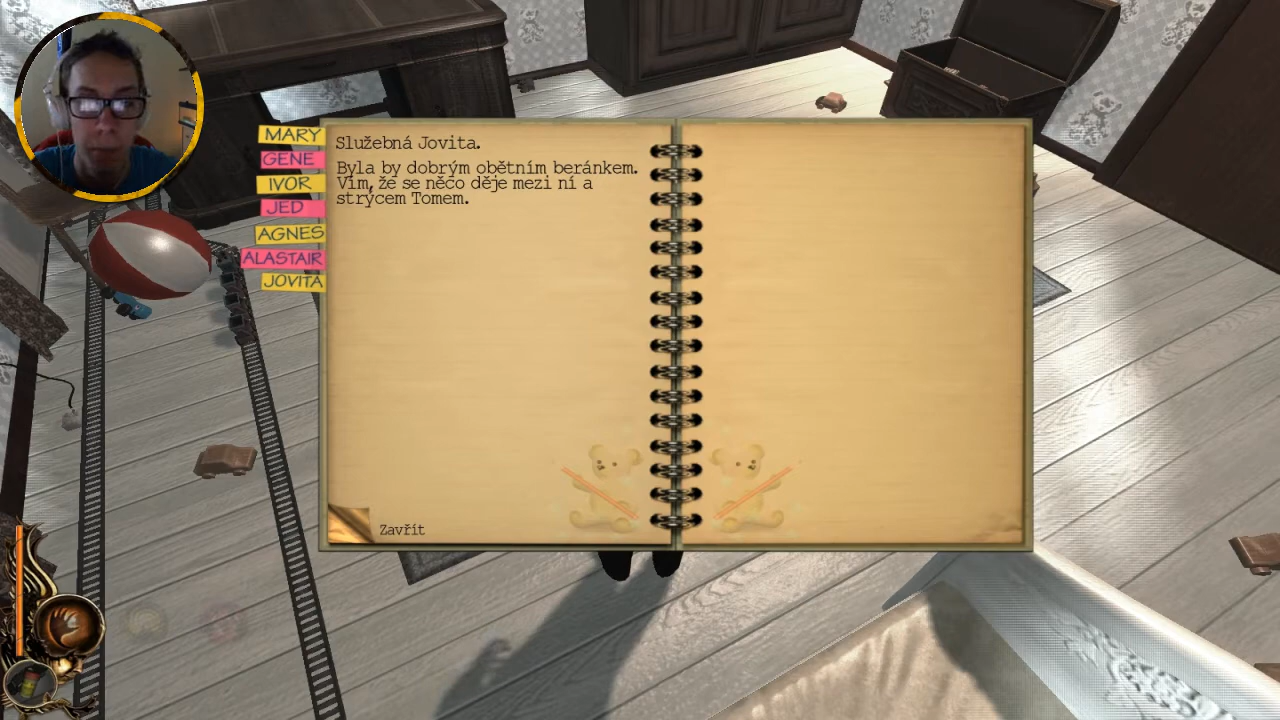 MARY
GENE
IVOR
JED
AGNES
ALASTAIR
JOVITA
Služebná Jovita.
Byla by dobrým obětním beránkem.
Vím,že se něco děje mezi ní a
strýcem Tomem.
Zavřít